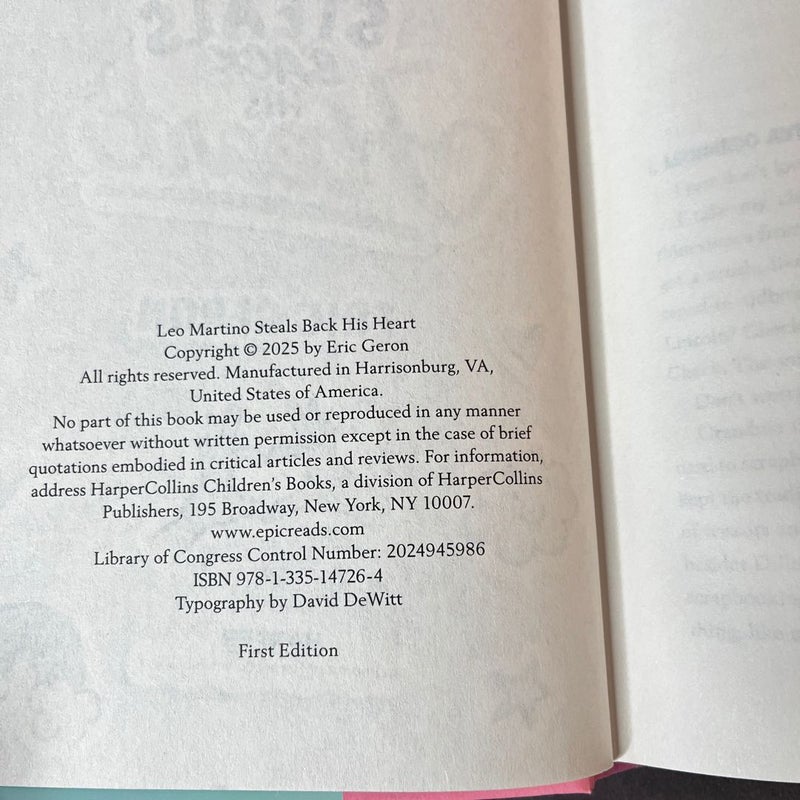 Leo Martino Steals Back His Heart
Copyright © 2025 by Eric Geron
All rights reserved. Manufactured in Harrisonburg, VA,
United States of America.
No part of this book may be used or reproduced in any manner
whatsoever without written permission except in the case of brief
quotations embodied in critical articles and reviews. For information,
address HarperCollins Children's Books, a division of HarperCollins
Publishers, 195 Broadway, New York, NY 10007.
www.epicreads.com
Library of Congress Control Number: 2024945986
ISBN 978-1-335-14726-4
Typography by David DeWitt
First Edition